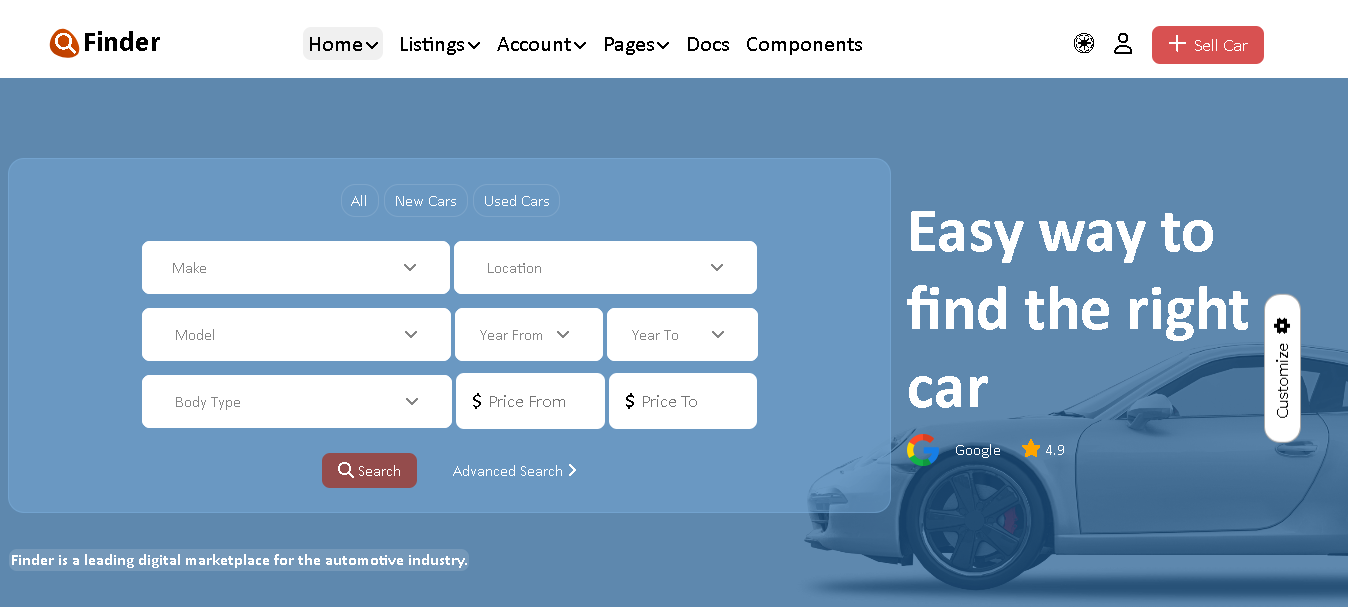 Finder
Home Listings Account Pages Docs Components
Sell Car
All New Cars Used Cars
Make Location
Model Year From Year To
Body Type $ Price From $ Price To
Search Advanced Search
Easy way to
find the right
car
Google 4.9
Customize
Finder is a leading digital marketplace for the automotive industry.